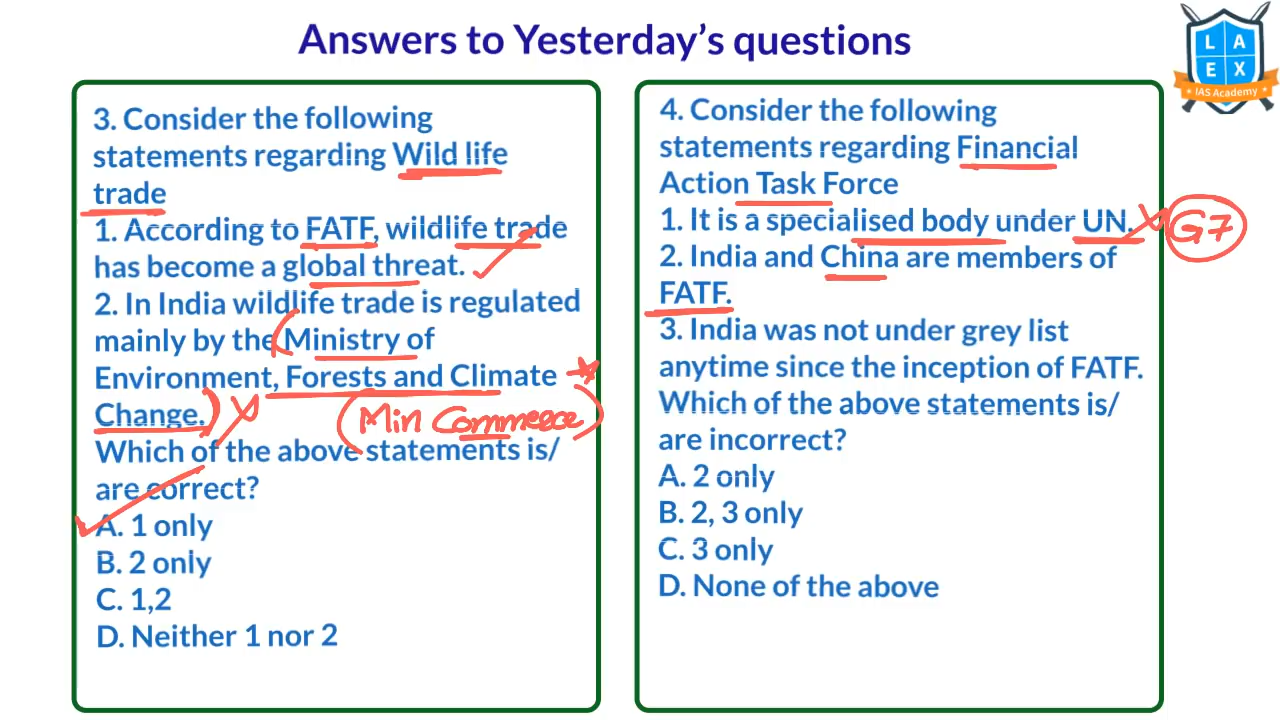 Answers to Yesterday's questions
L A
E X
IAS Academy
3. Consider the following
statements regarding Wild life
trade
1. According to FATF, wildlife trade
has become a global threat.
2. In India wildlife trade is regulated
mainly by the Ministry of
Environment, Forests and Climate
Change.
(Min Commerce)
Which of the above statements is/
are correct?
A. 1 only
B. 2 only
C. 1,2
D. Neither 1 nor 2
4. Consider the following
statements regarding Financial
Action Task Force
1. It is a specialised body under UN.
G7
2. India and China are members of
FATF.
3. India was not under grey list
anytime since the inception of FATF.
Which of the above statements is/
are incorrect?
A. 2 only
B. 2, 3 only
C. 3 only
D. None of the above